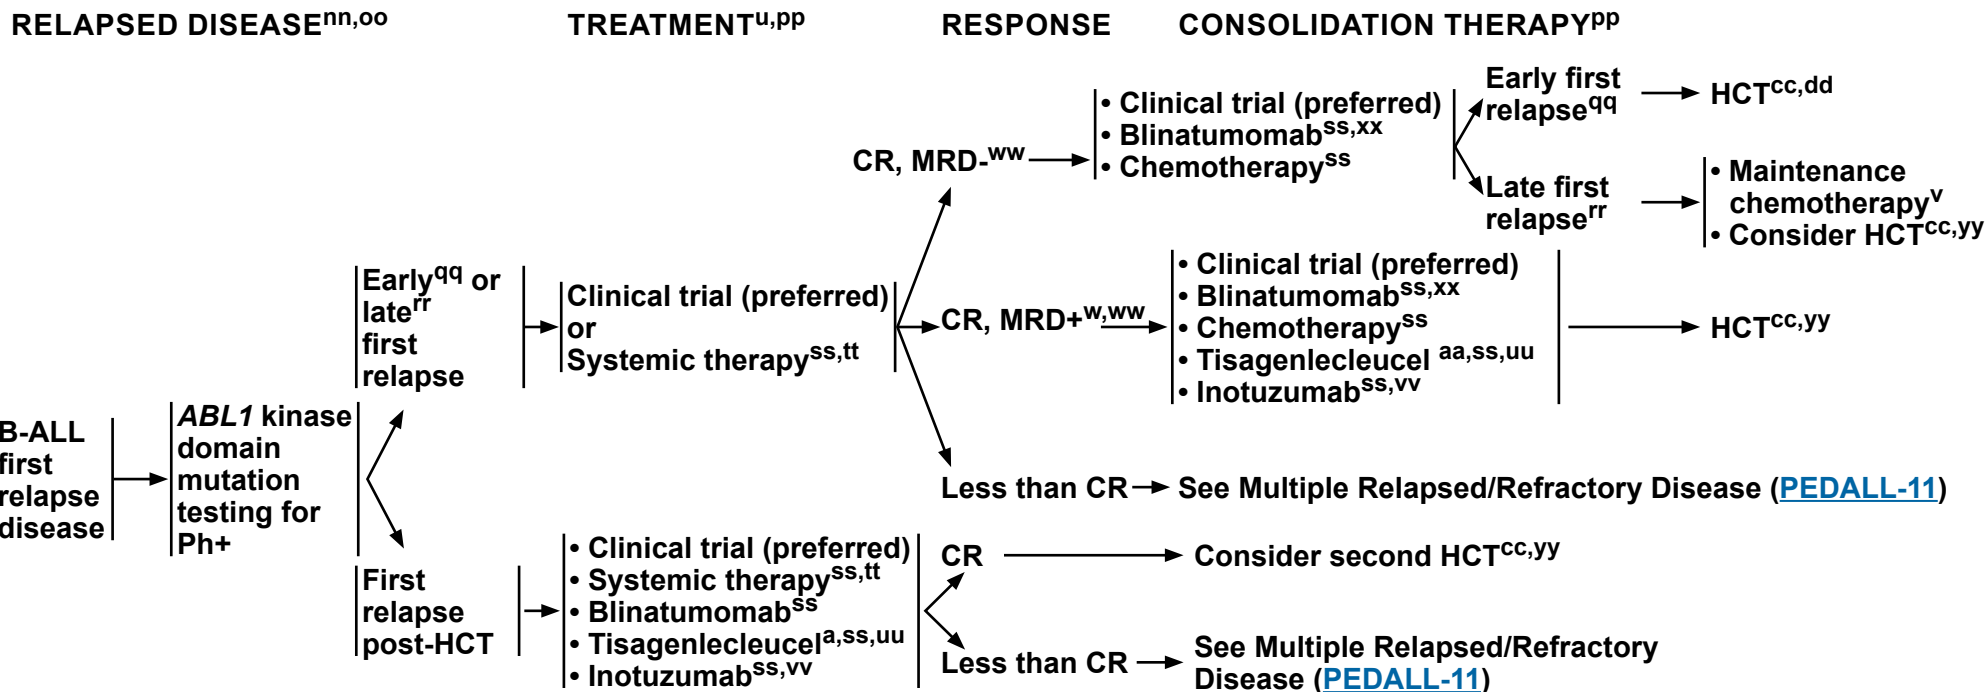 RELAPSED DISEASEnn,oo
TREATMENTu,pp
RESPONSE
CONSOLIDATION THERAPYpp
B-ALL
first
relapse
disease
ABL1 kinase
domain
mutation
testing for
Ph+
Earlyqq or
laterr
first
relapse
Clinical trial (preferred)
or
Systemic therapyss,tt
CR, MRD-ww
• Clinical trial (preferred)
• Blinatumomabss,xx
• Chemotherapyss
Early first
relapseqq
HCTcc,dd
Late first
relapserr
• Maintenance
chemotherapyv
• Consider HCTcc,yy
CR, MRD+w,ww
• Clinical trial (preferred)
• Blinatumomabss,xx
• Chemotherapyss
• Tisagenlecleucel aa,ss,uu
• Inotuzumabss,vv
HCTcc,yy
Less than CR
See Multiple Relapsed/Refractory Disease (PEDALL-11)
First
relapse
post-HCT
• Clinical trial (preferred)
• Systemic therapyss,tt
• Blinatumomabss
• Tisagenlecleucela,ss,uu
• Inotuzumabss,vv
CR
Consider second HCTcc,yy
Less than CR
See Multiple Relapsed/Refractory
Disease (PEDALL-11)